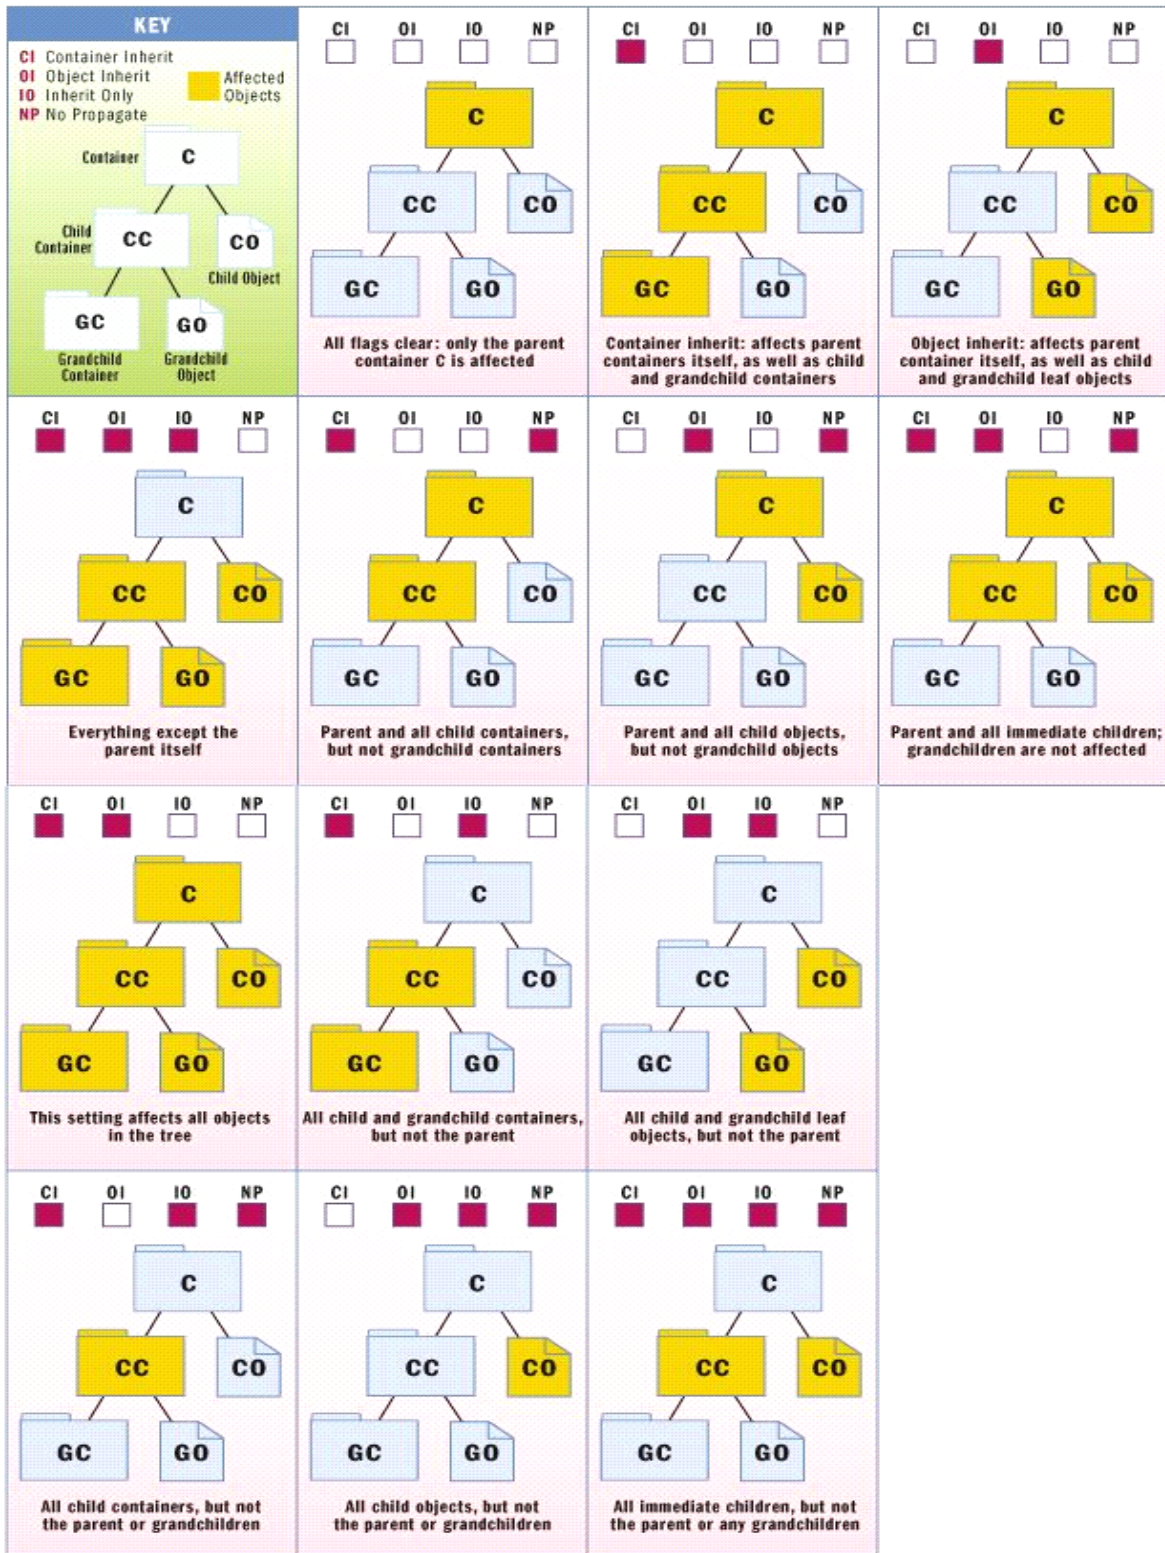 KEY
CI Container Inherit
OI Object Inherit
IO Inherit Only
NP No Propagate
Affected
Objects
Container
C
Child
Container
CC
CO
Child Object
GC
GO
Grandchild
Container
Grandchild
Object
CI OI IO NP
C
CC CO
GC GO
All flags clear: only the parent
container C is affected
CI OI IO NP
C
CC CO
GC GO
Container inherit: affects parent
containers itself, as well as child
and grandchild containers
CI OI IO NP
C
CC CO
GC GO
Object inherit: affects parent
container itself, as well as child
and grandchild leaf objects
CI OI IO NP
C
CC CO
GC GO
Everything except the
parent itself
CI OI IO NP
C
CC CO
GC GO
Parent and all child containers,
but not grandchild containers
CI OI IO NP
C
CC CO
GC GO
Parent and all child objects,
but not grandchild objects
CI OI IO NP
C
CC CO
GC GO
Parent and all immediate children;
grandchildren are not affected
CI OI IO NP
C
CC CO
GC GO
This setting affects all objects
in the tree
CI OI IO NP
C
CC CO
GC GO
All child and grandchild containers,
but not the parent
CI OI IO NP
C
CC CO
GC GO
All child and grandchild leaf
objects, but not the parent
CI OI IO NP
C
CC CO
GC GO
All child containers, but not
the parent or grandchildren
CI OI IO NP
C
CC CO
GC GO
All child objects, but not
the parent or grandchildren
CI OI IO NP
C
CC CO
GC GO
All immediate children, but not
the parent or any grandchildren